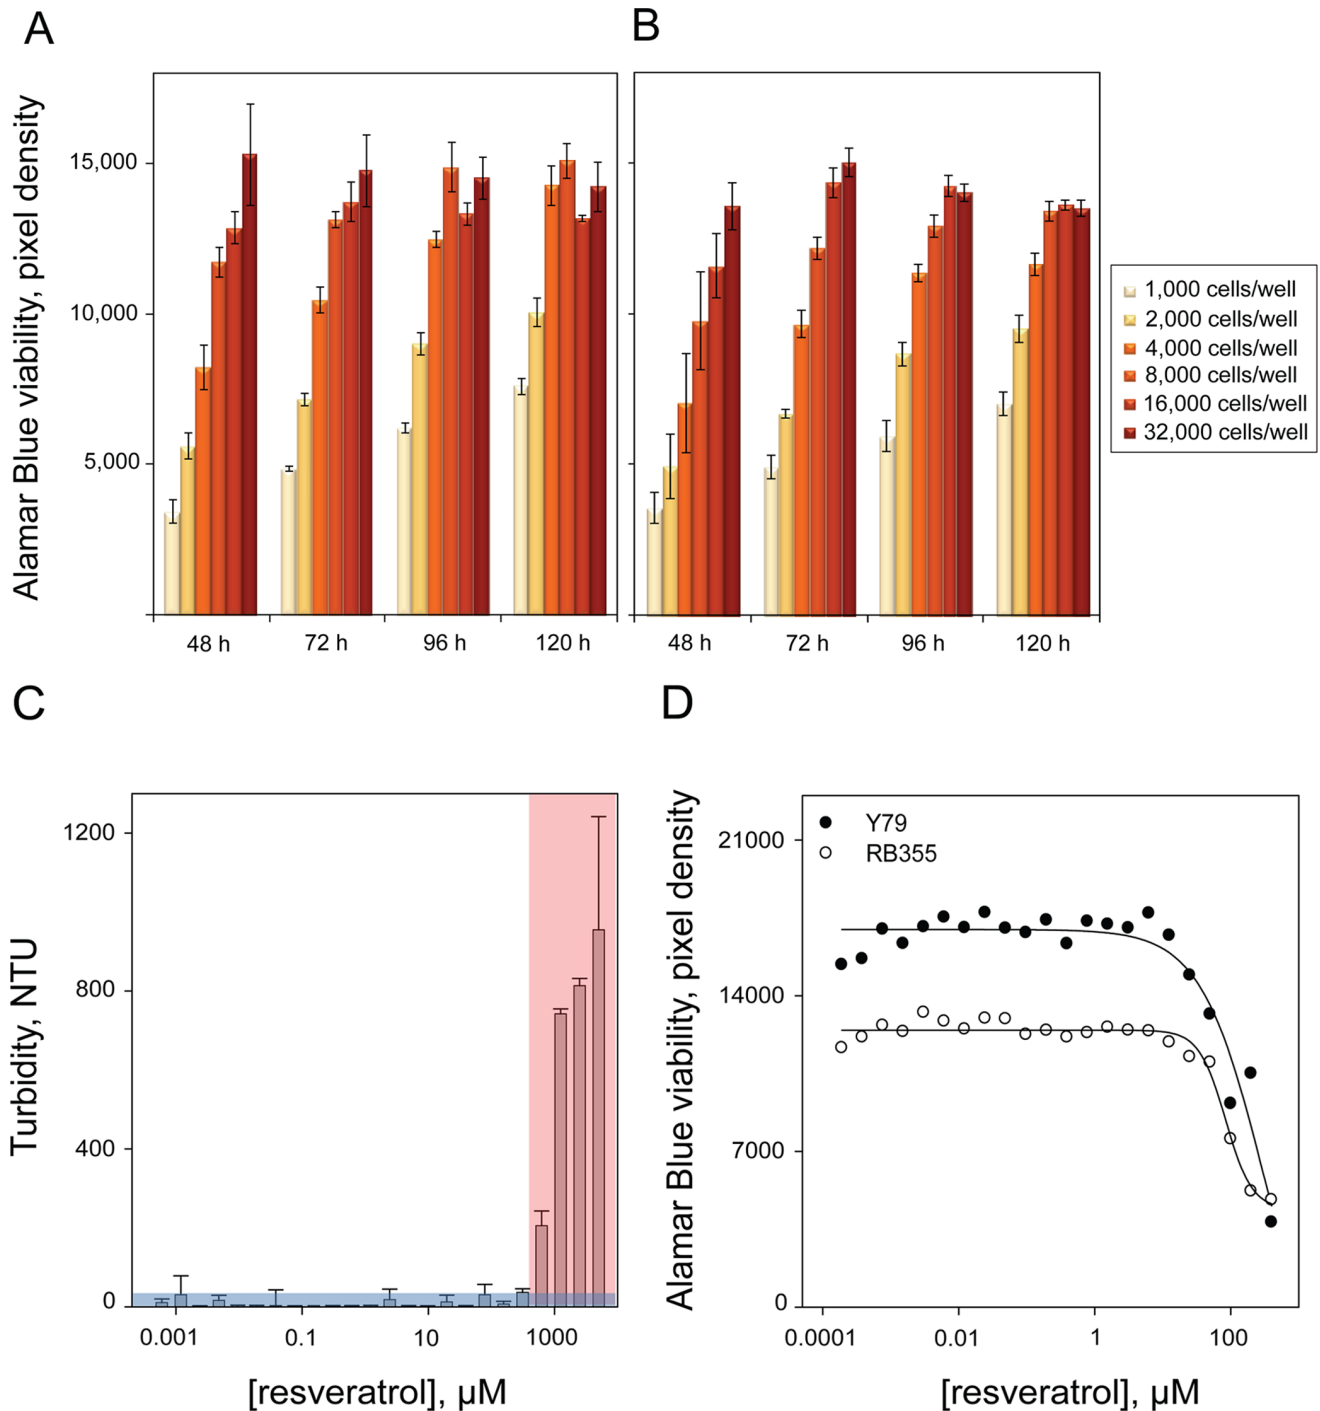 A
B
Alamar Blue viability, pixel density
15,000
10,000
5,000
48 h
72 h
96 h
120 h
48 h
72 h
96 h
120 h
1,000 cells/well
2,000 cells/well
4,000 cells/well
8,000 cells/well
16,000 cells/well
32,000 cells/well
C
Turbidity, NTU
1200
800
400
0
0.001
0.1
10
1000
[resveratrol], µM
D
Alamar Blue viability, pixel density
Y79
RB355
21000
14000
7000
0
0.0001
0.01
1
100
[resveratrol], µM